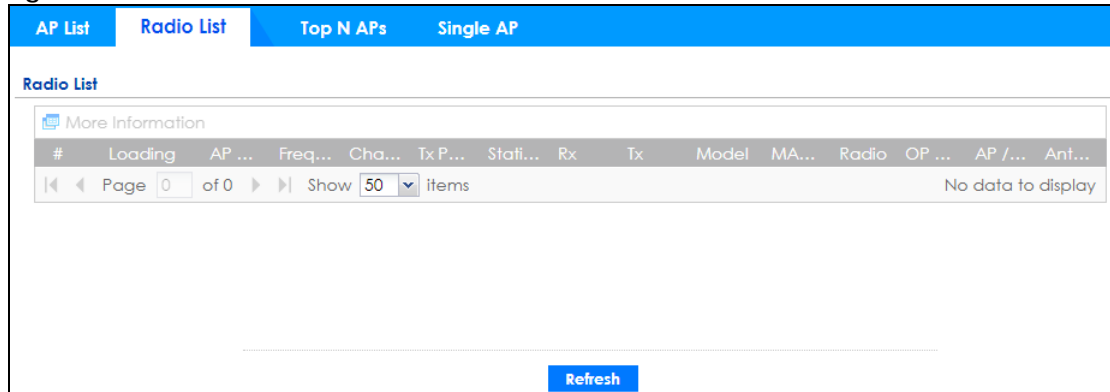 AP List Radio List Top N APs Single AP
Radio List
More Information
# Loading AP ... Freq... Cha... Tx P... Stati... Rx Tx Model MA... Radio OP ... AP /... Ant...
Page 0 of 0 Show 50 items No data to display
Refresh